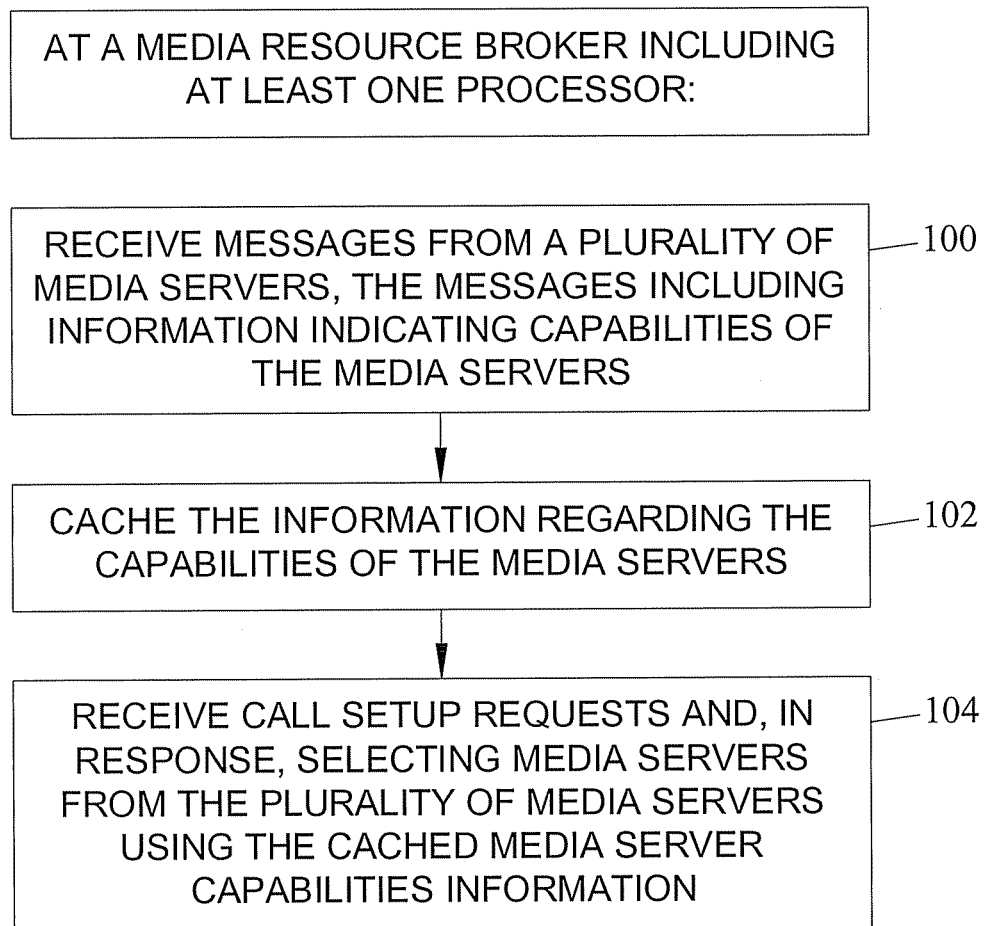 AT A MEDIA RESOURCE BROKER INCLUDING
AT LEAST ONE PROCESSOR:
RECEIVE MESSAGES FROM A PLURALITY OF
MEDIA SERVERS, THE MESSAGES INCLUDING
INFORMATION INDICATING CAPABILITIES OF
THE MEDIA SERVERS
100
CACHE THE INFORMATION REGARDING THE
CAPABILITIES OF THE MEDIA SERVERS
102
RECEIVE CALL SETUP REQUESTS AND, IN
RESPONSE, SELECTING MEDIA SERVERS
FROM THE PLURALITY OF MEDIA SERVERS
USING THE CACHED MEDIA SERVER
CAPABILITIES INFORMATION
104